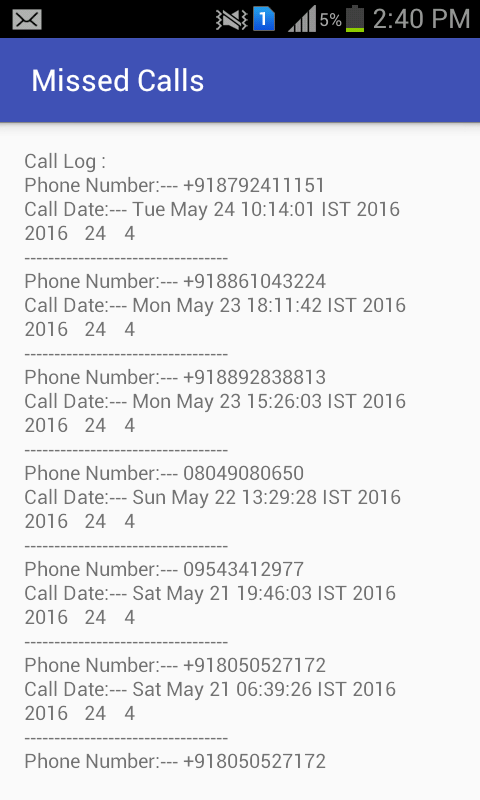 1 5% 2:40 PM
Missed Calls
Call Log :
Phone Number:--- +918792411151
Call Date:--- Tue May 24 10:14:01 IST 2016
2016 24 4
----------------------------------
Phone Number:--- +918861043224
Call Date:--- Mon May 23 18:11:42 IST 2016
2016 24 4
----------------------------------
Phone Number:--- +918892838813
Call Date:--- Mon May 23 15:26:03 IST 2016
2016 24 4
----------------------------------
Phone Number:--- 08049080650
Call Date:--- Sun May 22 13:29:28 IST 2016
2016 24 4
----------------------------------
Phone Number:--- 09543412977
Call Date:--- Sat May 21 19:46:03 IST 2016
2016 24 4
----------------------------------
Phone Number:--- +918050527172
Call Date:--- Sat May 21 06:39:26 IST 2016
2016 24 4
----------------------------------
Phone Number:--- +918050527172